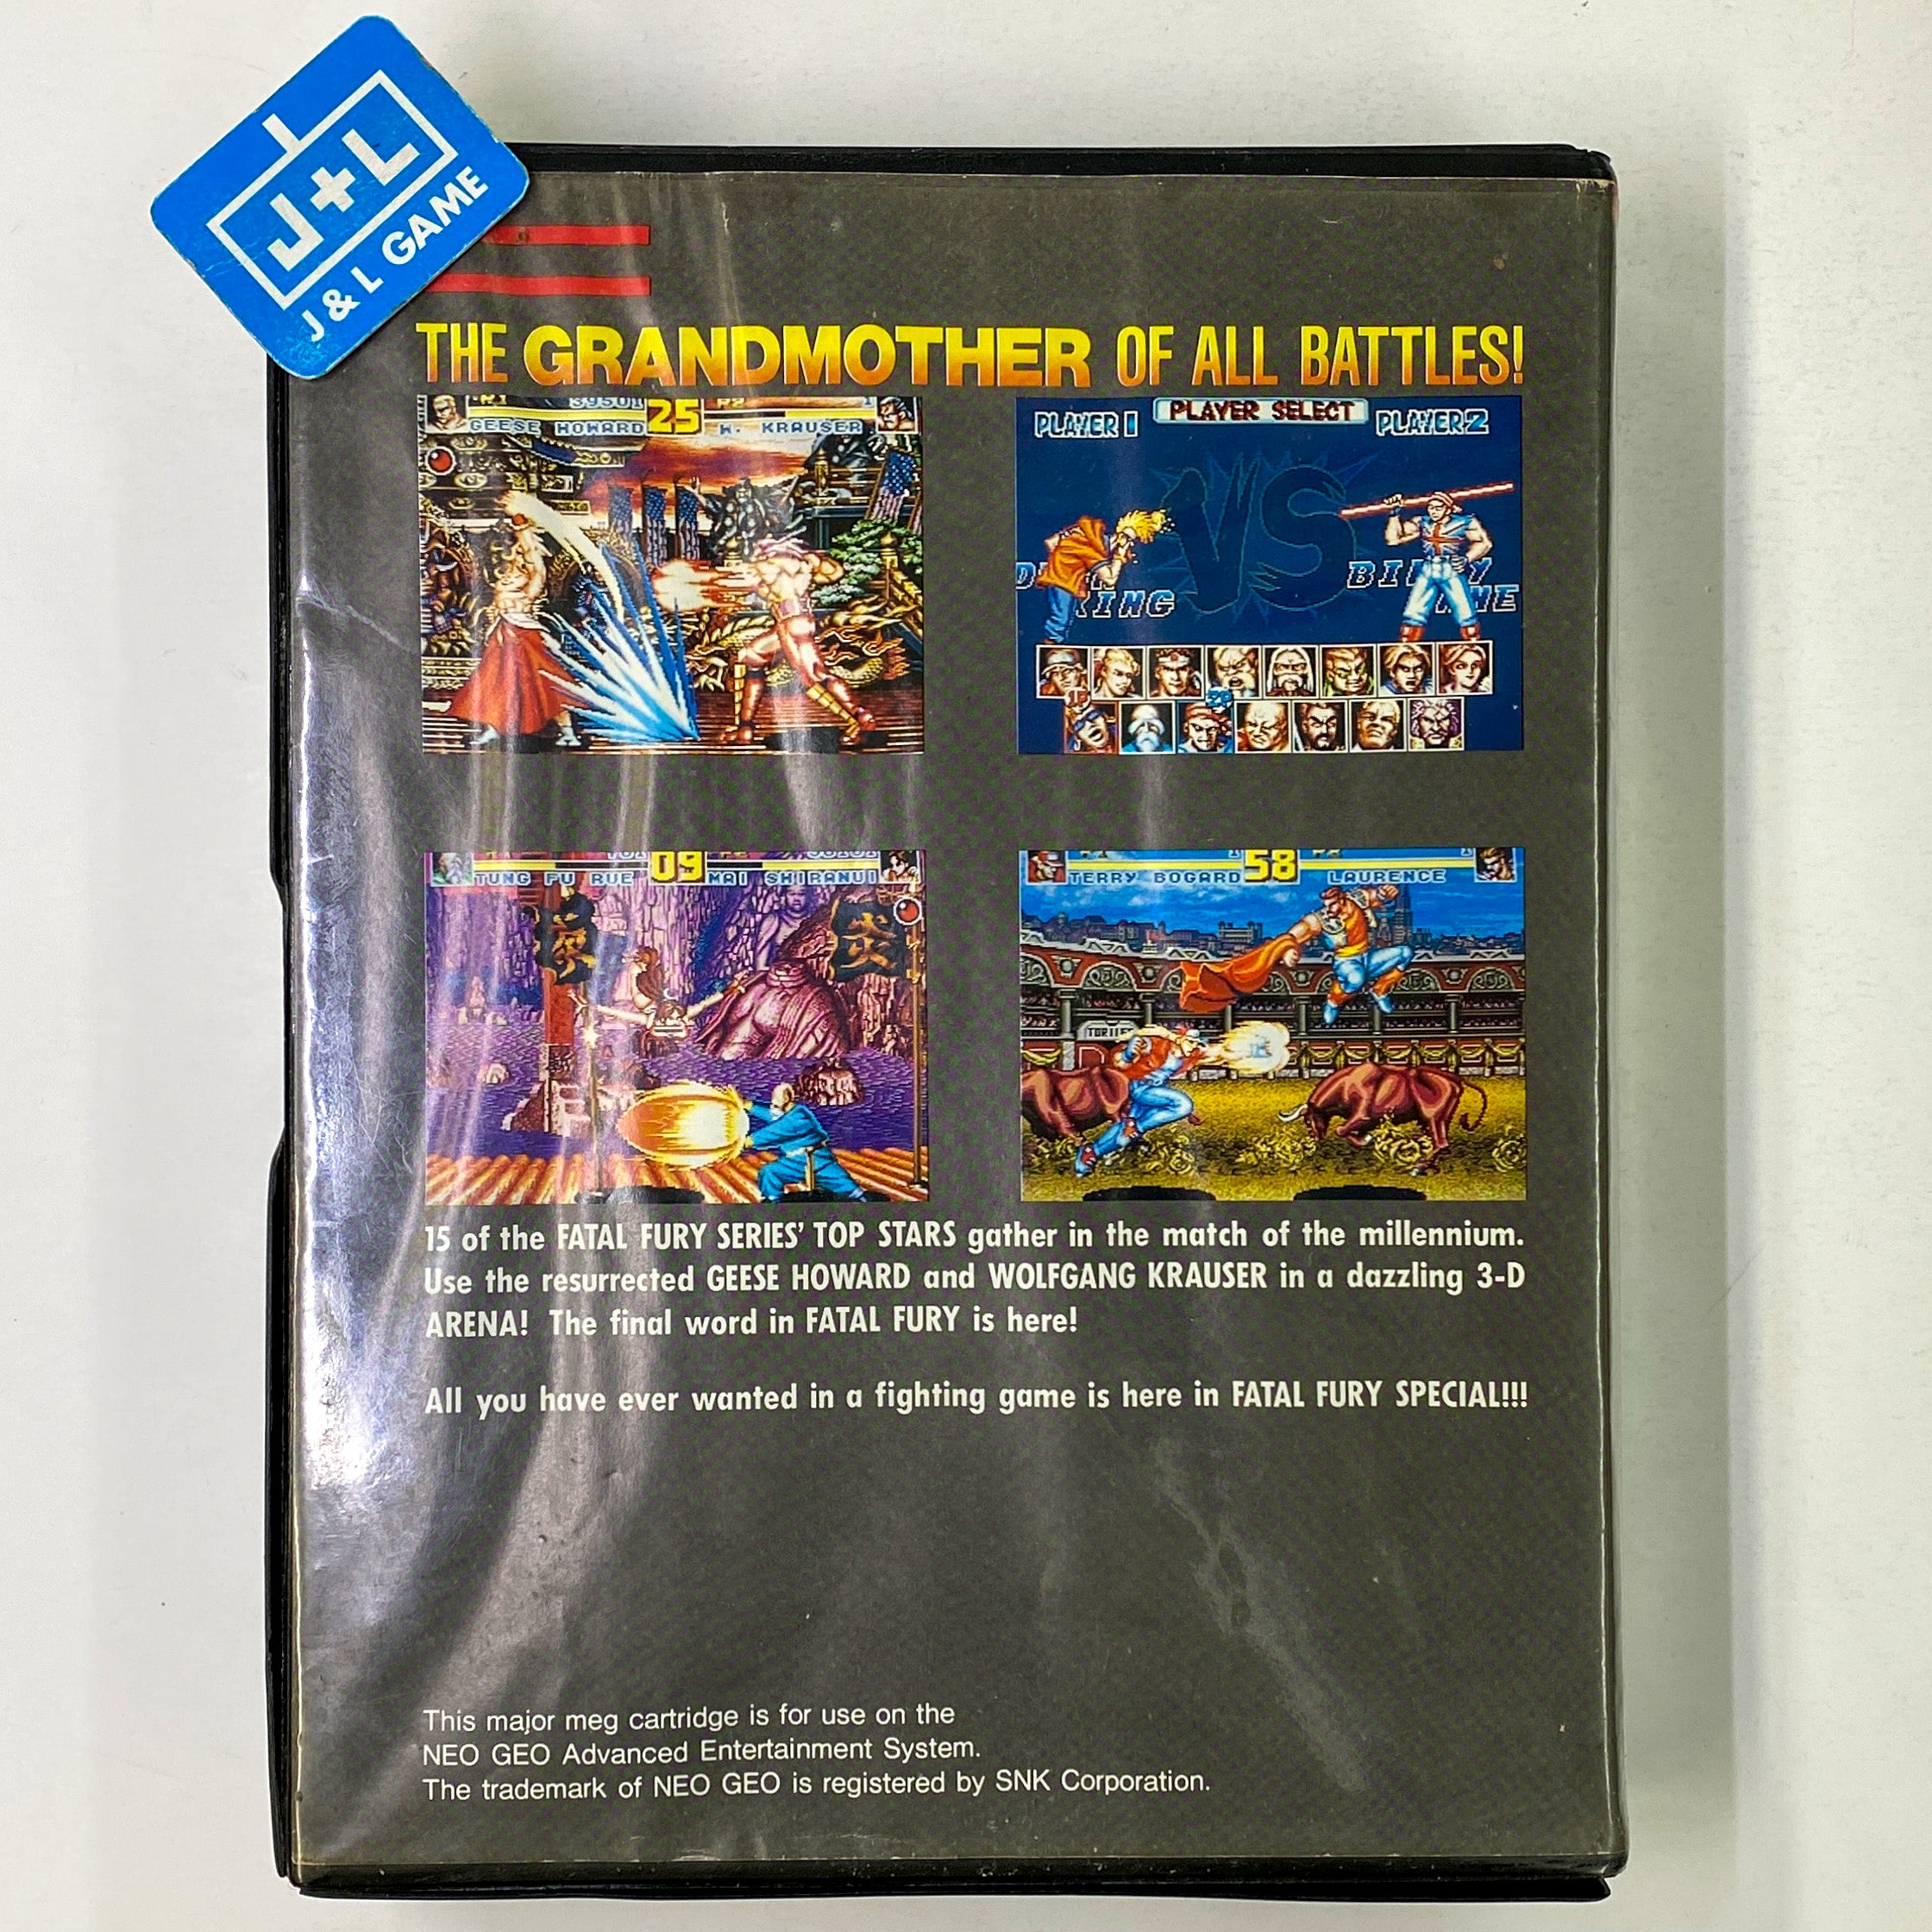 J+L
J & L GAME
THE GRANDMOTHER OF ALL BATTLES!
39501 25 P2 1
GEESE HOWARD W. KRAUSER
PLAYER 1 PLAYER SELECT PLAYER 2
VS
KING
09
TUNG FU RUE MAI SHIRANUI
炎
58
TERRY BOGARD LAURENCE
15 of the FATAL FURY SERIES' TOP STARS gather in the match of the millennium.
Use the resurrected GEESE HOWARD and WOLFGANG KRAUSER in a dazzling 3-D
ARENA! The final word in FATAL FURY is here!
All you have ever wanted in a fighting game is here in FATAL FURY SPECIAL!!!
This major meg cartridge is for use on the
NEO GEO Advanced Entertainment System.
The trademark of NEO GEO is registered by SNK Corporation.